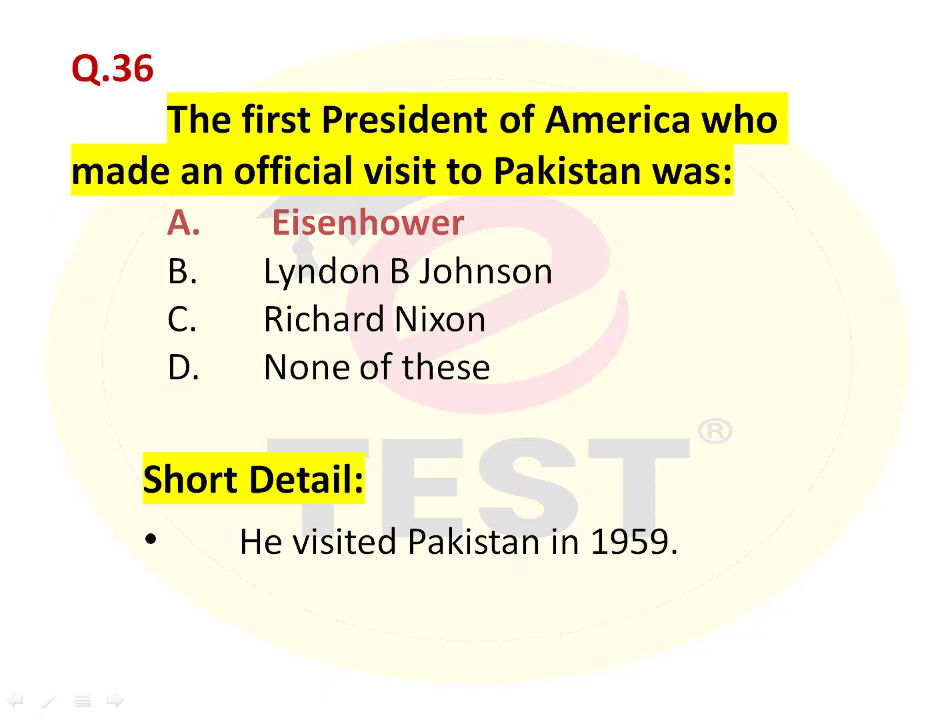 Q.36
The first President of America who
made an official visit to Pakistan was:
A. Eisenhower
B. Lyndon B Johnson
C. Richard Nixon
D. None of these
e
TEST®
Short Detail:
• He visited Pakistan in 1959.